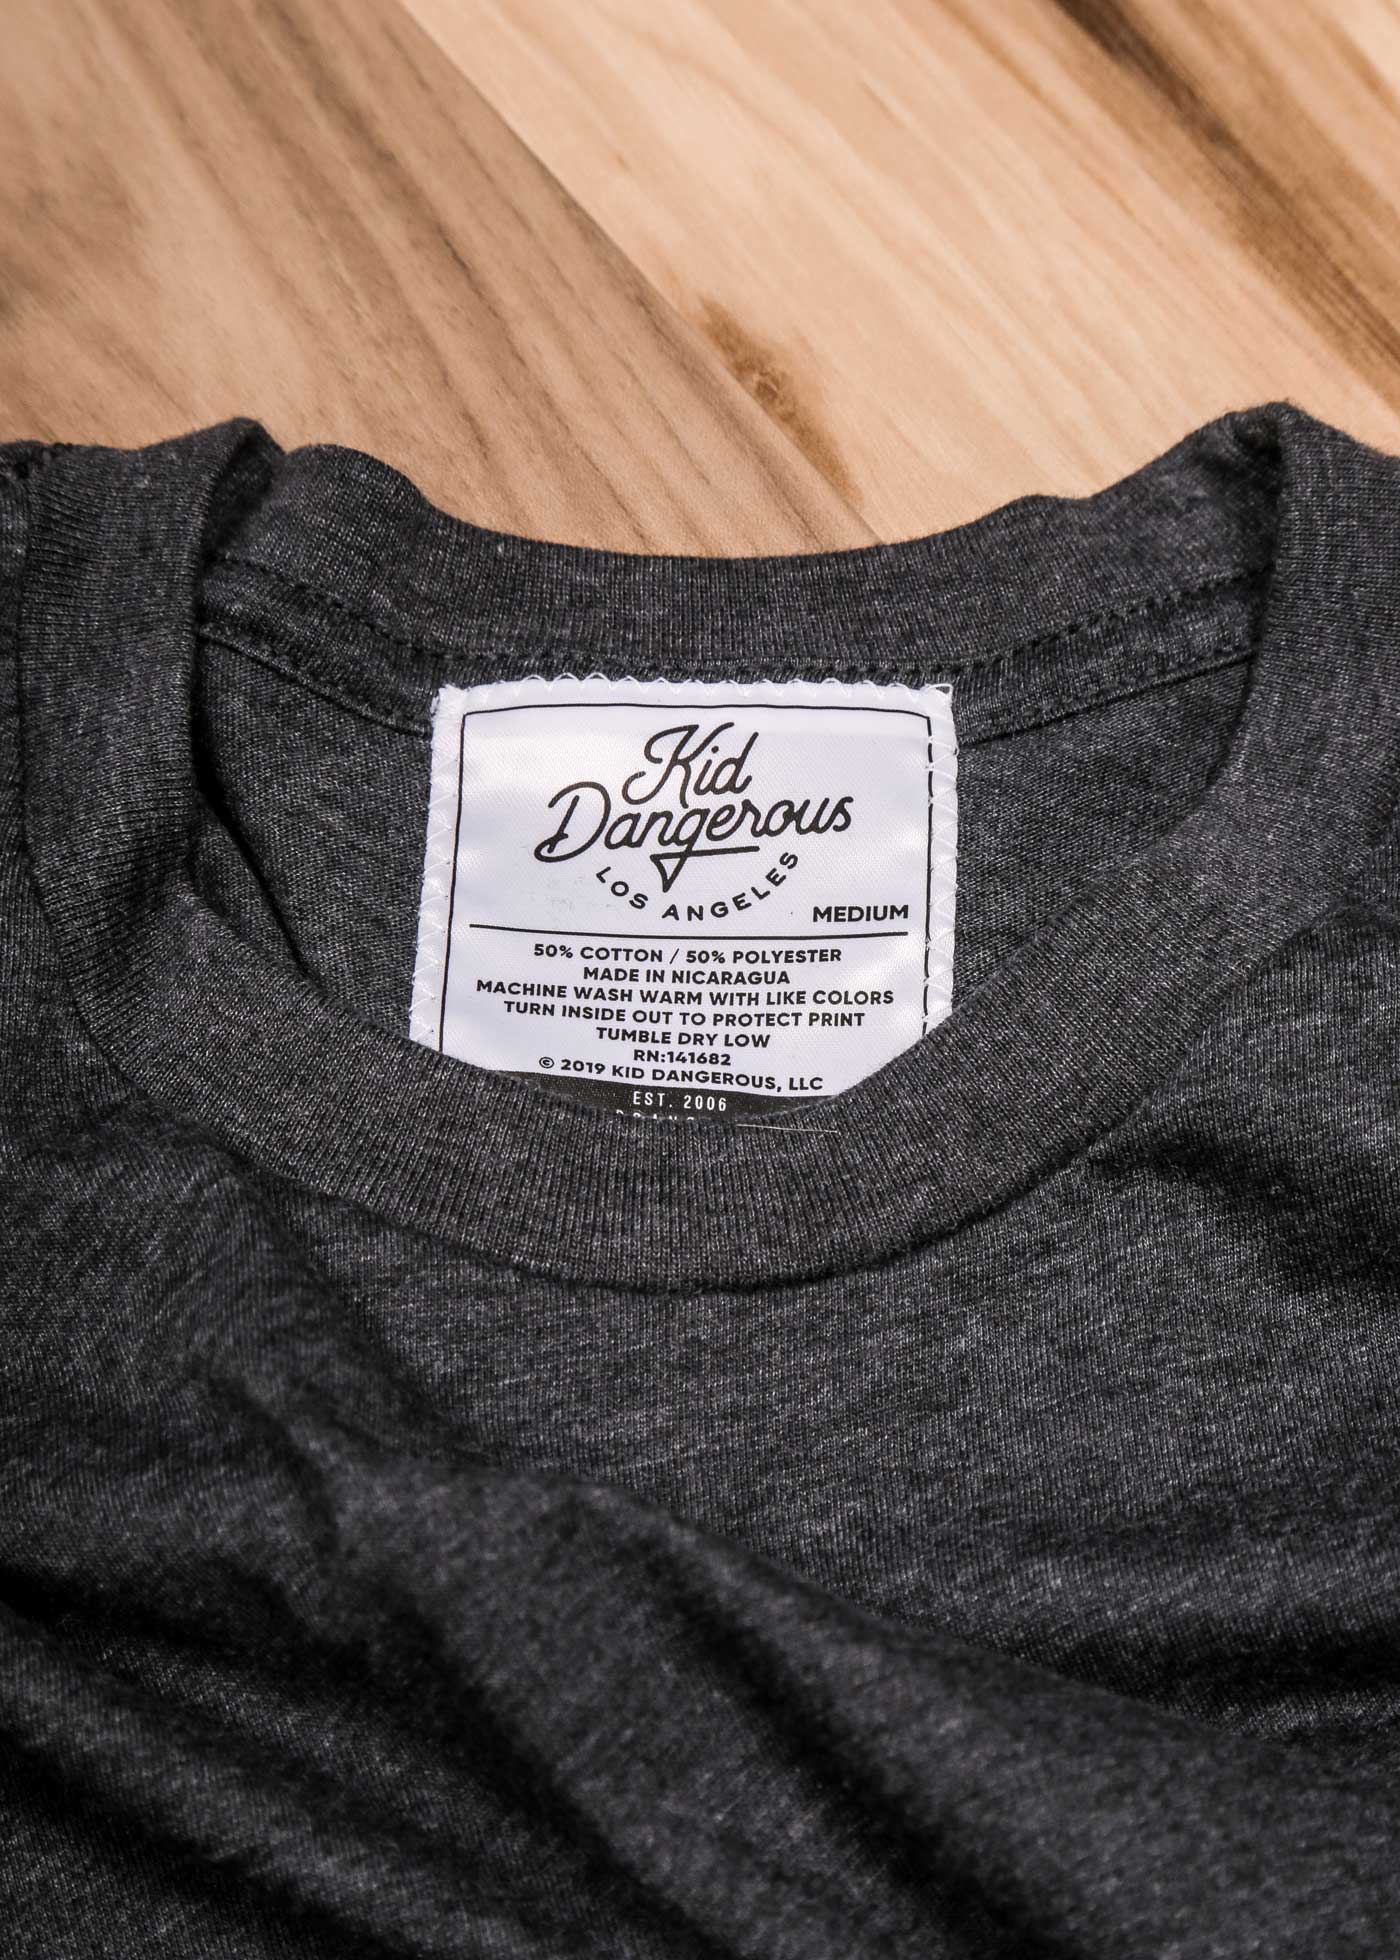 Kid
Dangerous
LOS ANGELES
MEDIUM
50% COTTON / 50% POLYESTER
MADE IN NICARAGUA
MACHINE WASH WARM WITH LIKE COLORS
TURN INSIDE OUT TO PROTECT PRINT
TUMBLE DRY LOW
RN:141682
© 2019 KID DANGEROUS, LLC
EST. 2006